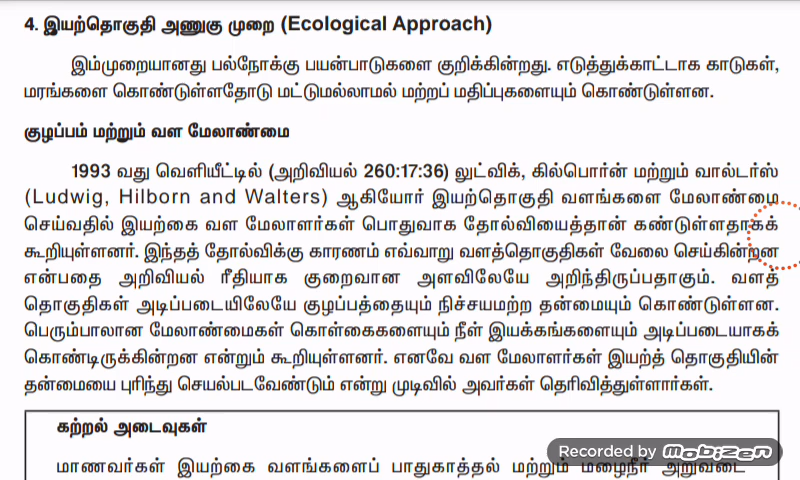 4. இயற்தொகுதி அணுகு முறை (Ecological Approach)
இம்முறையானது பல்நோக்கு பயன்பாடுகளை குறிக்கின்றது. எடுத்துக்காட்டாக காடுகள்,
மரங்களை கொண்டுள்ளதோடு மட்டுமல்லாமல் மற்றப் மதிப்புகளையும் கொண்டுள்ளன.
குழப்பம் மற்றும் வள மேலாண்மை
1993 வது வெளியீட்டில் (அறிவியல் 260:17:36) லுட்விக், கில்பொர்ன் மற்றும் வால்டர்ஸ்
(Ludwig, Hilborn and Walters) ஆகியோர் இயற்தொகுதி வளங்களை மேலாண்மை
செய்வதில் இயற்கை வள மேலாளர்கள் பொதுவாக தோல்வியைத்தான் கண்டுள்ளதாகக்
கூறியுள்ளனர். இந்தத் தோல்விக்கு காரணம் எவ்வாறு வளத்தொகுதிகள் வேலை செய்கின்றன
என்பதை அறிவியல் ரீதியாக குறைவான அளவிலேயே அறிந்திருப்பதாகும். வளத்
தொகுதிகள் அடிப்படையிலேயே குழப்பத்தையும் நிச்சயமற்ற தன்மையும் கொண்டுள்ளன.
பெரும்பாலான மேலாண்மைகள் கொள்கைகளையும் நீள் இயக்கங்களையும் அடிப்படையாகக்
கொண்டிருக்கின்றன என்றும் கூறியுள்ளனர். எனவே வள மேலாளர்கள் இயற்த் தொகுதியின்
தன்மையை புரிந்து செயல்படவேண்டும் என்று முடிவில் அவர்கள் தெரிவித்துள்ளார்கள்.
கற்றல் அடைவுகள்
Recorded by MOBIZEN
மாணவர்கள் இயற்கை வளங்களைப் பாதுகாத்தல் மற்றும் மழைநீர் அறுவடை